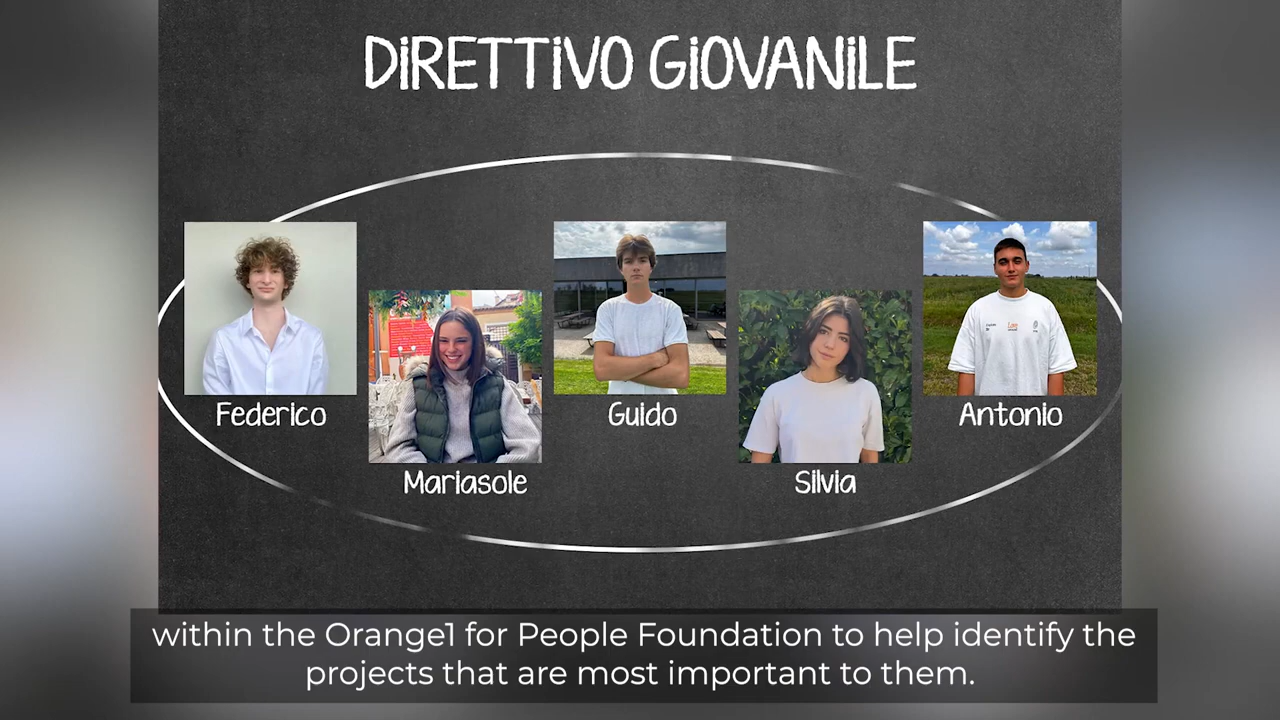 DIRETTIVO GIOVANILE
Federico
Guido
Antonio
Mariasole
Silvia
within the Orange1 for People Foundation to help identify the
projects that are most important to them.